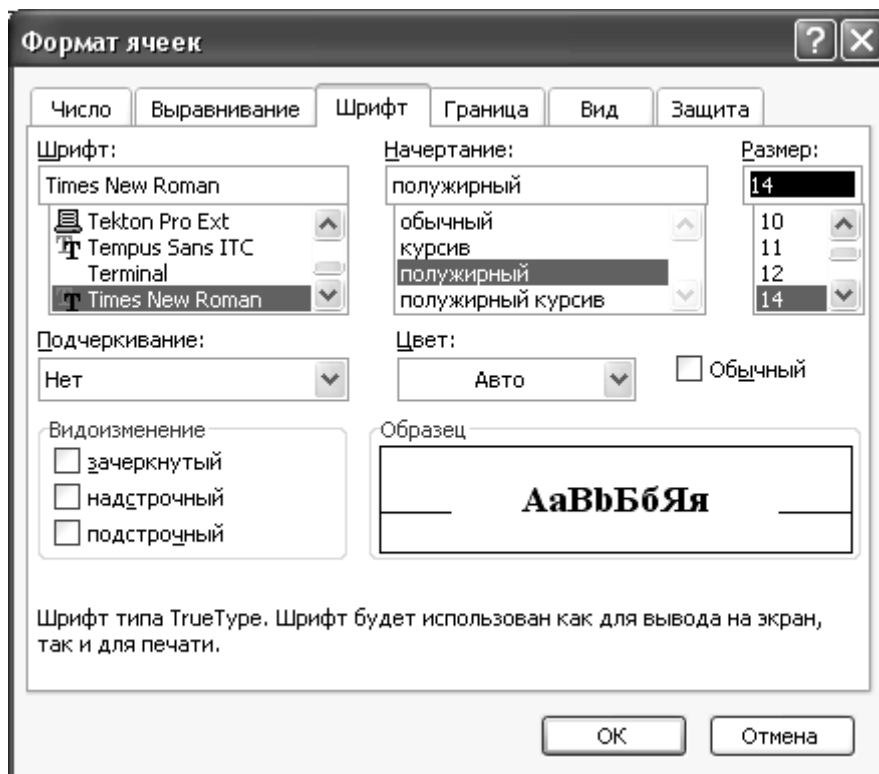 Формат ячеек
Число Выравнивание Шрифт Граница Вид Защита
Шрифт: Начертание: Размер:
Times New Roman полужирный 14
Tekton Pro Ext обычный 10
Tempus Sans ITC курсив 11
Terminal полужирный 12
Times New Roman полужирный курсив 14
Подчеркивание: Цвет:
Нет Авто Обычный
Видоизменение Образец
зачеркнутый
надстрочный АаBbБбЯя
подстрочный
Шрифт типа TrueType. Шрифт будет использован как для вывода на экран,
так и для печати.
ОК Отмена